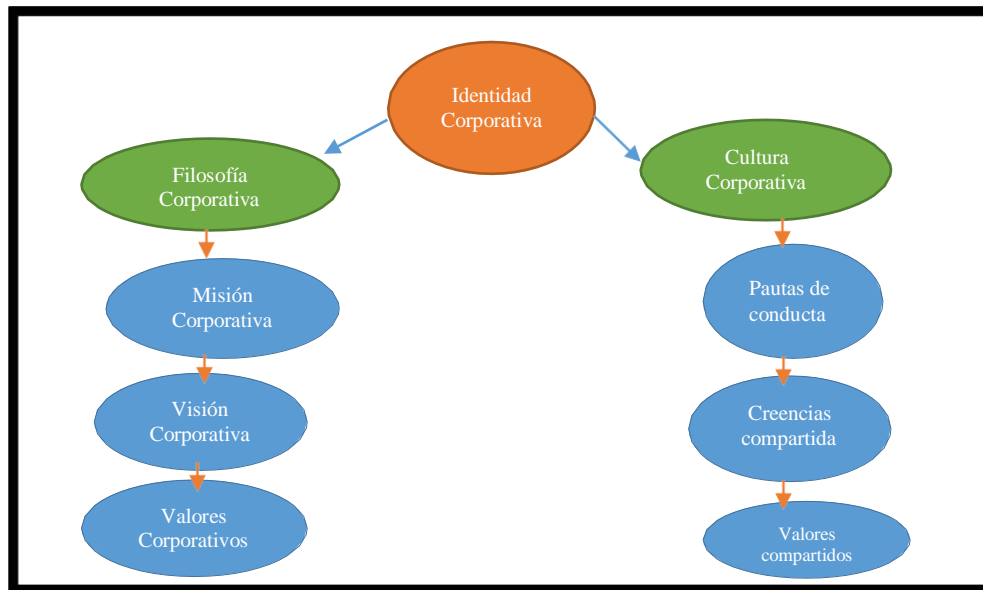 Identidad
Corporativa
Filosofía
Corporativa
Cultura
Corporativa
Misión
Corporativa
Pautas de
conducta
Visión
Corporativa
Creencias
compartida
Valores
Corporativos
Valores
compartidos